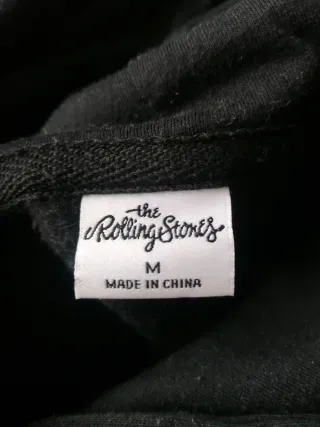 the
Rolling Stones
M
MADE IN CHINA